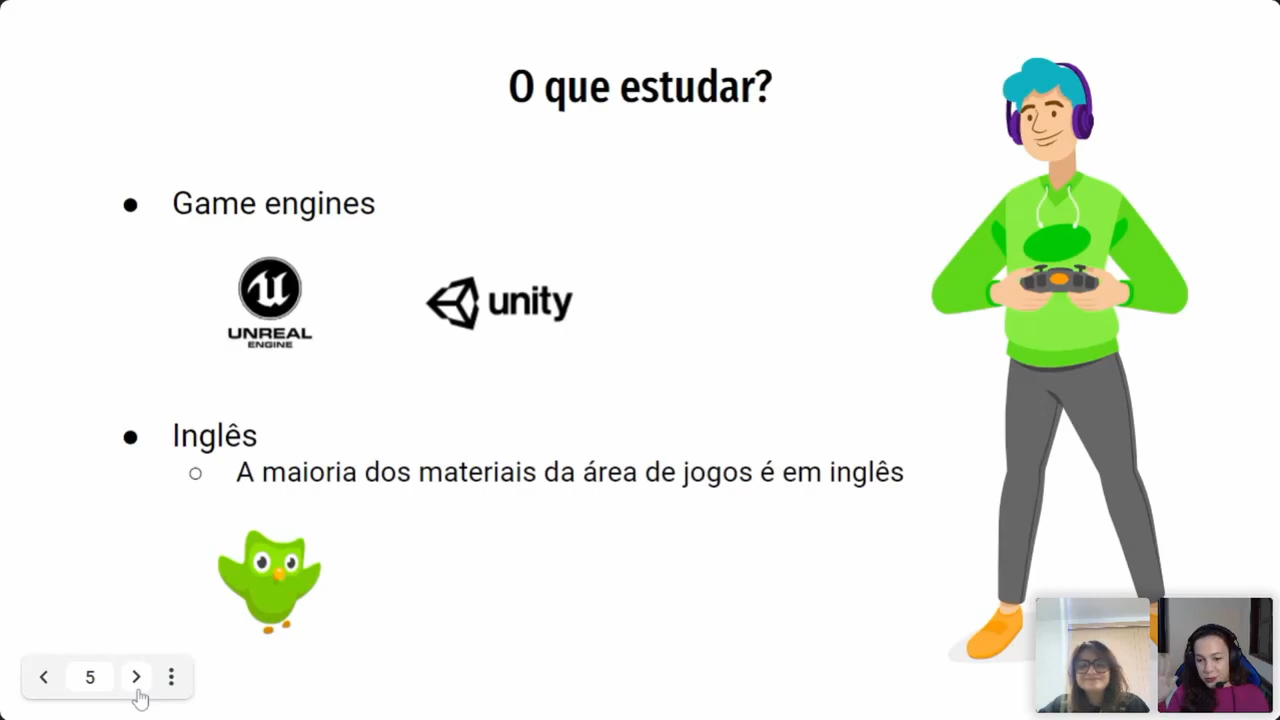 O que estudar?
● Game engines
UNREAL
ENGINE
unity
● Inglês
○ A maioria dos materiais da área de jogos é em inglês
5